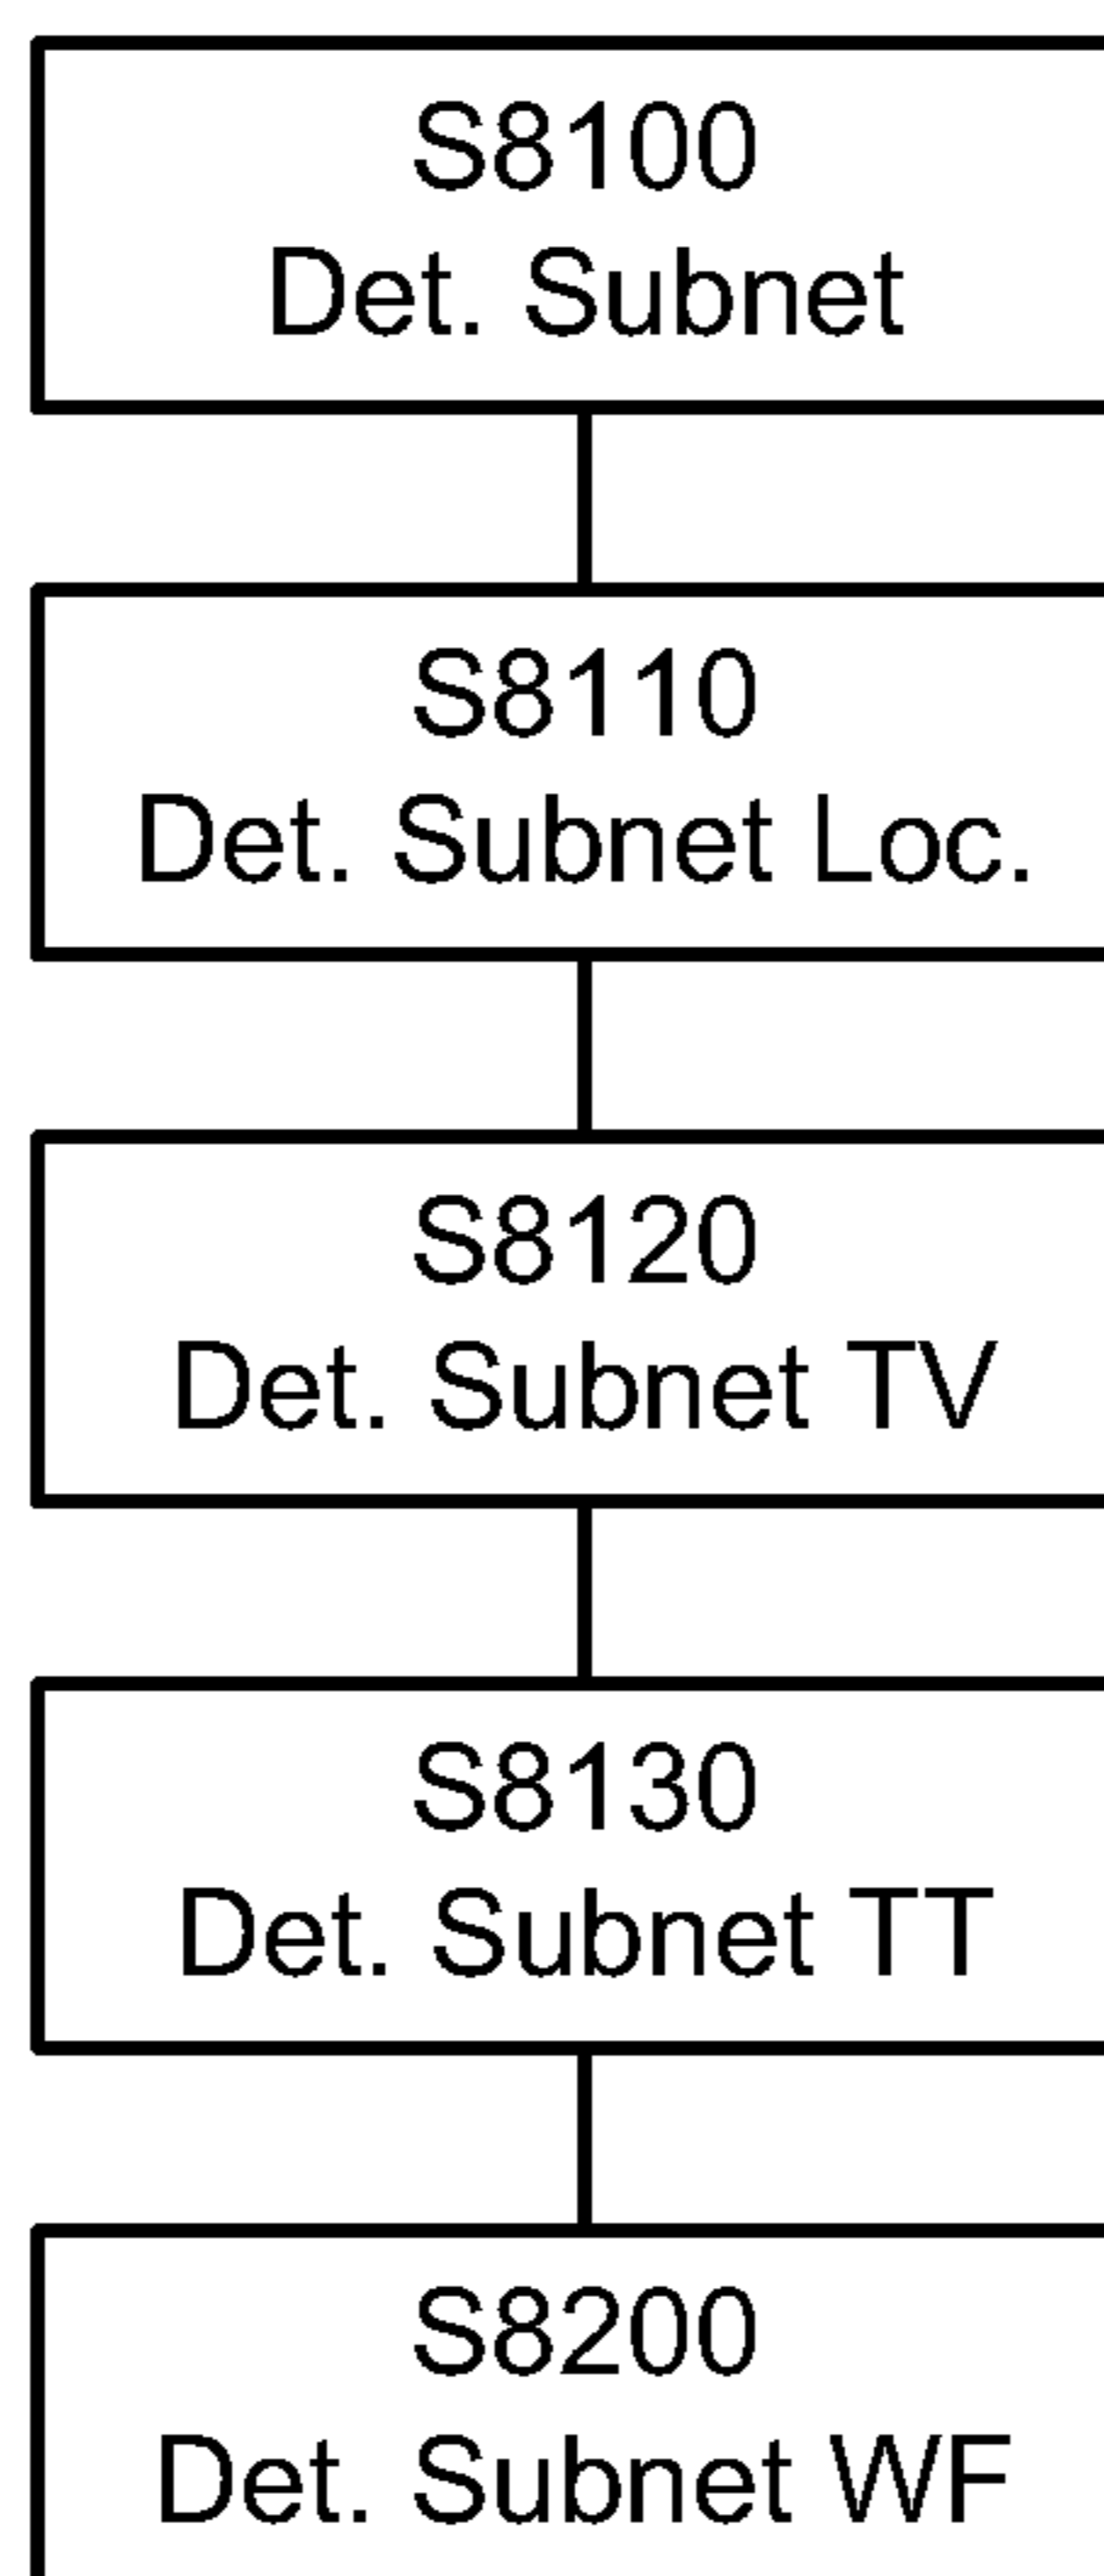 S8100
Det. Subnet
S8110
Det. Subnet Loc.
S8120
Det. Subnet TV
S8130
Det. Subnet TT
S8200
Det. Subnet WF